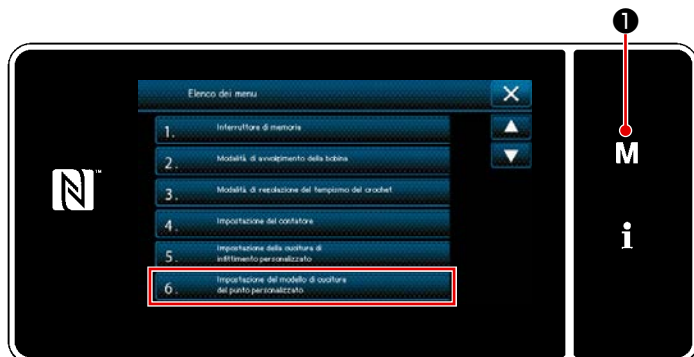 ❶
Elenco dei menu
1. Interruttore di memoria
2. Modalità di avvolgimento della bobina
3. Modalità di regolazione del tempismo del crochet
4. Impostazione del contatore
5. Impostazione della cucitura di
infittimento personalizzato
6. Impostazione del modello di cucitura
del punto personalizzato
M
N
i